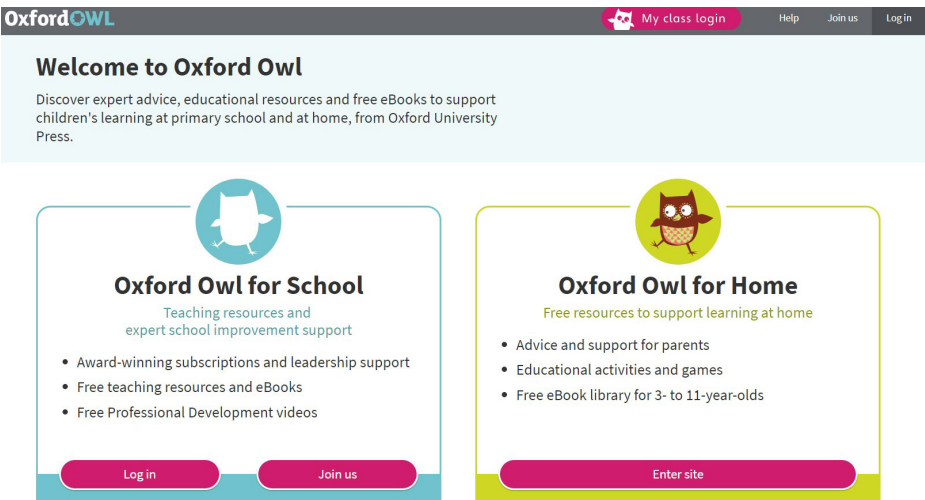 OxfordOWL
My class login
Help
Join us
Log in
Welcome to Oxford Owl
Discover expert advice, educational resources and free eBooks to support
children's learning at primary school and at home, from Oxford University
Press.
Oxford Owl for School
Teaching resources and
expert school improvement support
• Award-winning subscriptions and leadership support
• Free teaching resources and eBooks
• Free Professional Development videos
Log in
Join us
Oxford Owl for Home
Free resources to support learning at home
• Advice and support for parents
• Educational activities and games
• Free eBook library for 3- to 11-year-olds
Enter site